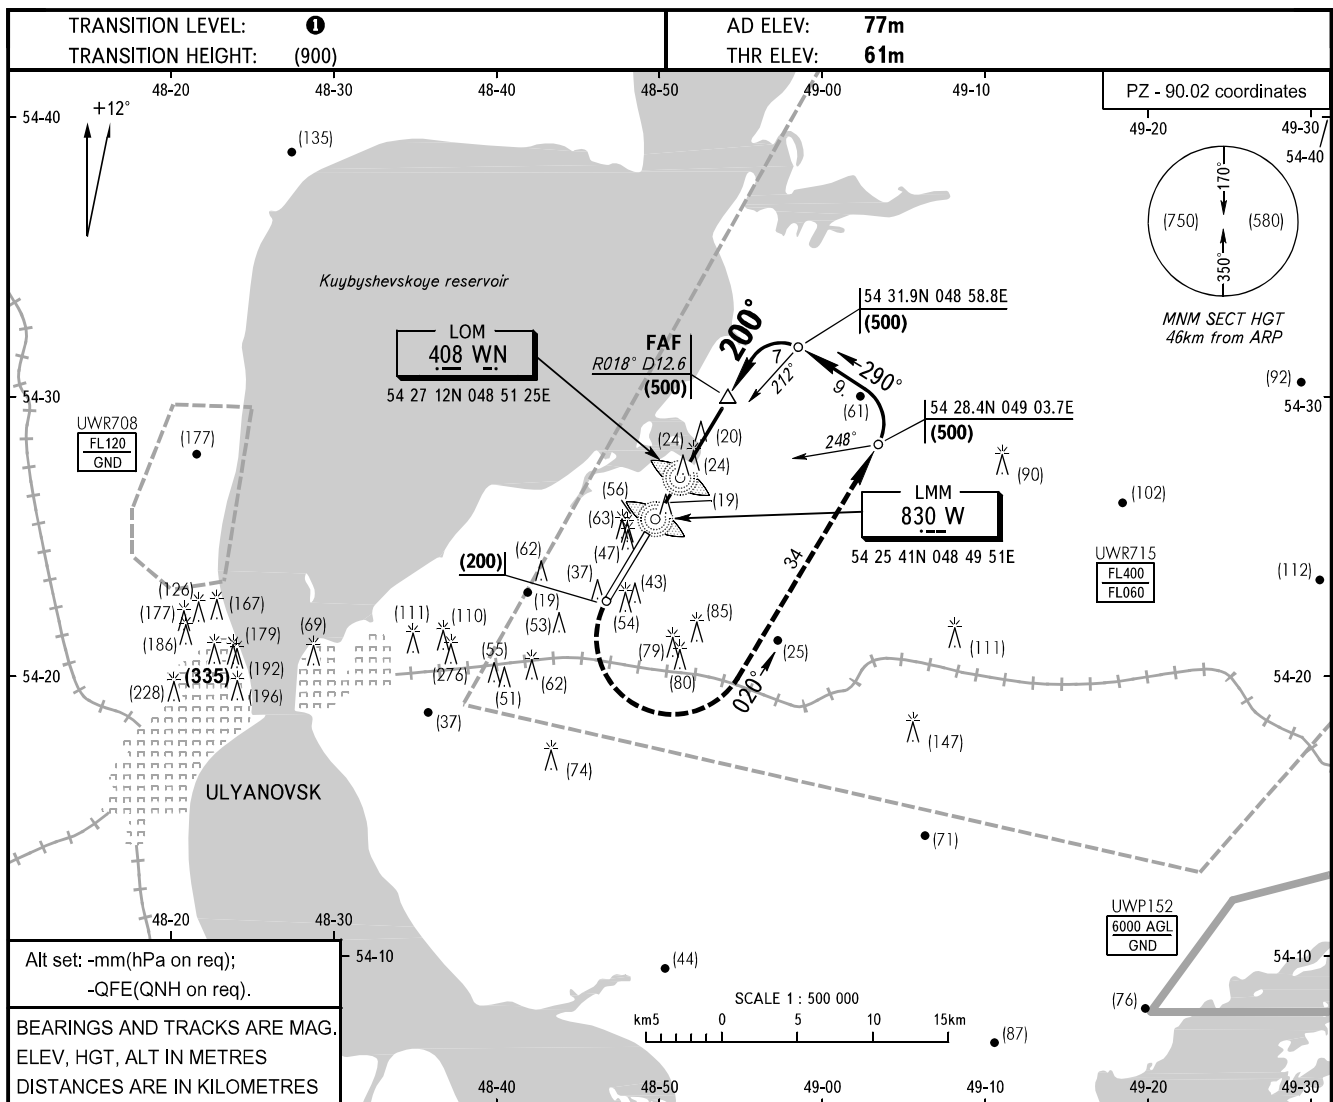 TRANSITION LEVEL: 1
TRANSITION HEIGHT: (900)
AD ELEV: 77m
THR ELEV: 61m
48-20 48-30 48-40 48-50 49-00 49-10
PZ - 90.02 coordinates
49-20 49-30
54-40
54-40
+12°
(135)
170°
(750) (580)
350°
MNM SECT HGT
46km from ARP
Kuybyshevskoye reservoir
54 31.9N 048 58.8E
(500)
LOM
408 WN
54 27 12N 048 51 25E
FAF
R018° D12.6
(500)
200°
7
212°
290°
9.
(61)
(92)
54-30
54-30
54 28.4N 049 03.7E
(500)
248°
UWR708
FL120
GND
(177)
(24)
(20)
(24)
(90)
(56)
(19)
(102)
LMM
830 W
54 25 41N 048 49 51E
(63)
(47)
(62)
(200)
(37)
(43)
34
UWR715
FL400
FL060
(112)
(126)
(177)
(167)
(186)
(179)
(69)
(111)
(110)
(19)
(53)
(54)
(85)
(79)
(25)
(111)
(192)
(335)
(276)
(55)
(62)
(80)
54-20
54-20
(228)
(196)
(51)
020°
(37)
(147)
(74)
ULYANOVSK
(71)
UWP152
6000 AGL
GND
48-20 48-30
54-10
54-10
Alt set: -mm(hPa on req);
-QFE(QNH on req).
(44)
SCALE 1 : 500 000
km5 0 5 10 15km
(76)
(87)
BEARINGS AND TRACKS ARE MAG.
ELEV, HGT, ALT IN METRES
DISTANCES ARE IN KILOMETRES
48-40 48-50 49-00 49-10 49-20 49-30